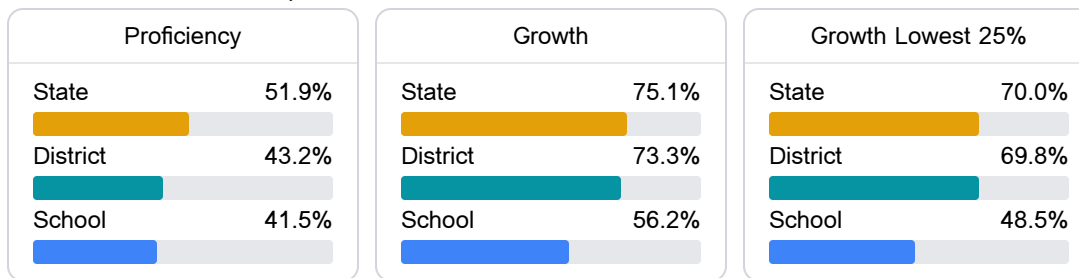 Proficiency
State 51.9%
District 43.2%
School 41.5%
Growth
State 75.1%
District 73.3%
School 56.2%
Growth Lowest 25%
State 70.0%
District 69.8%
School 48.5%